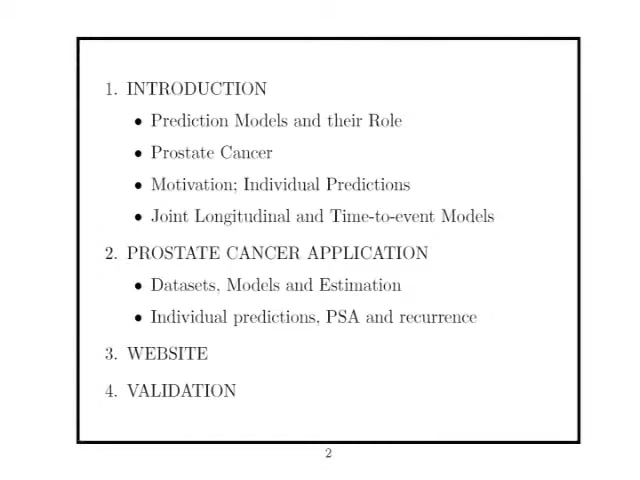 1. INTRODUCTION
• Prediction Models and their Role
• Prostate Cancer
• Motivation; Individual Predictions
• Joint Longitudinal and Time-to-event Models
2. PROSTATE CANCER APPLICATION
• Datasets, Models and Estimation
• Individual predictions, PSA and recurrence
3. WEBSITE
4. VALIDATION
2